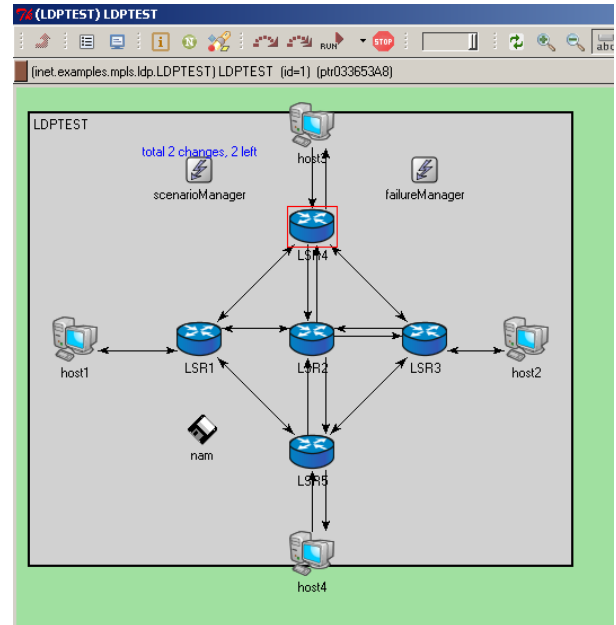 (LDPTEST) LDPTEST
RUN
STOP
abc
(inet.examples.mpls.ldp.LDPTEST) LDPTEST (id=1) (ptr033653A8)
LDPTEST
total 2 changes, 2 left
host3
scenarioManager
failureManager
LSR4
host1
LSR1
LSR2
LSR3
host2
nam
LSR5
host4